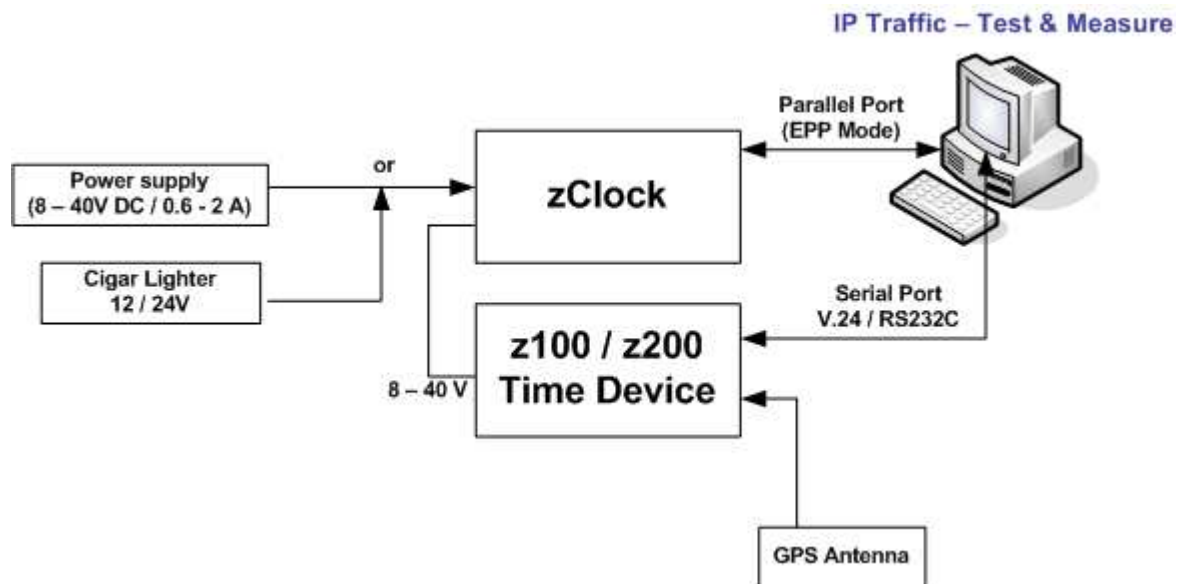 IP Traffic – Test & Measure
Parallel Port
(EPP Mode)
or
Power supply
(8 – 40V DC / 0.6 - 2 A)
zClock
Cigar Lighter
12 / 24V
Serial Port
V.24 / RS232C
z100 / z200
Time Device
8 – 40 V
GPS Antenna